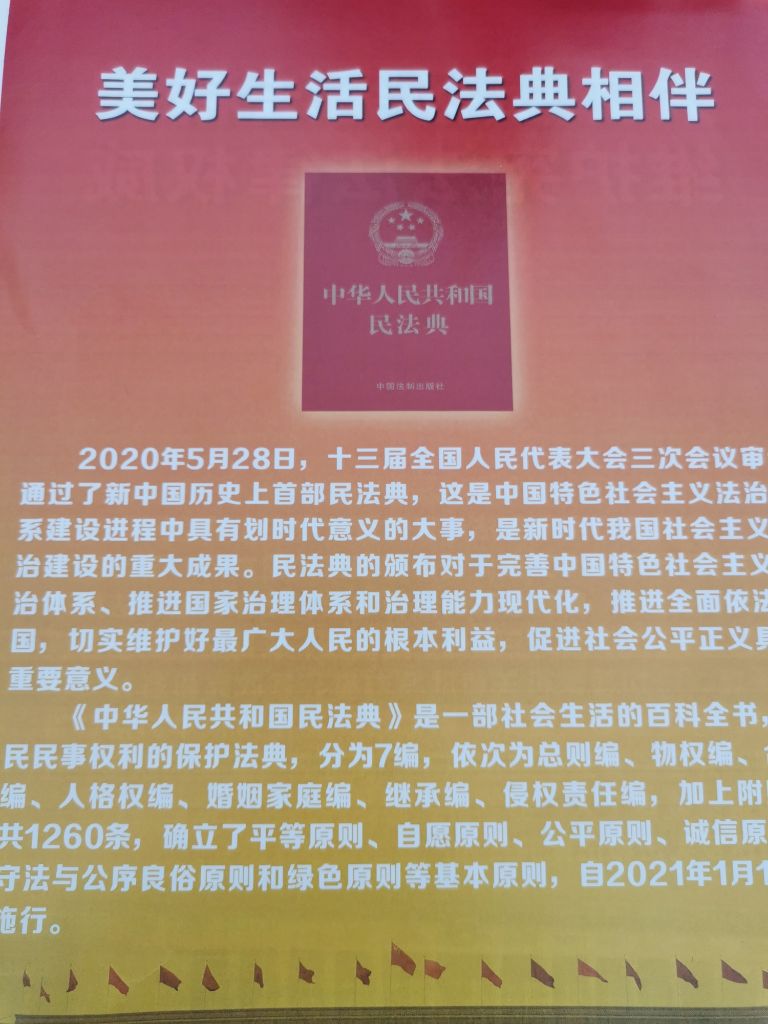 美好生活民法典相伴
中华人民共和国
民法典
中国法制出版社
2020年5月28日，十三届全国人民代表大会三次会议审
通过了新中国历史上首部民法典，这是中国特色社会主义法治
系建设进程中具有划时代意义的大事，是新时代我国社会主义
治建设的重大成果。民法典的颁布对于完善中国特色社会主义
治体系、推进国家治理体系和治理能力现代化，推进全面依法
国，切实维护好最广大人民的根本利益，促进社会公平正义具
重要意义。
《中华人民共和国民法典》是一部社会生活的百科全书，
民民事权利的保护法典，分为7编，依次为总则编、物权编、
编、人格权编、婚姻家庭编、继承编、侵权责任编，加上附
共1260条，确立了平等原则、自愿原则、公平原则、诚信原
守法与公序良俗原则和绿色原则等基本原则，自2021年1月1
施行。